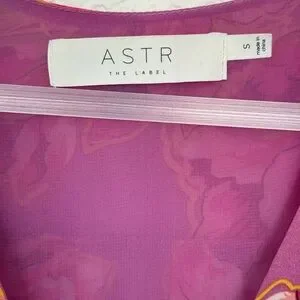 ASTR
THE LABEL
S
made in
china